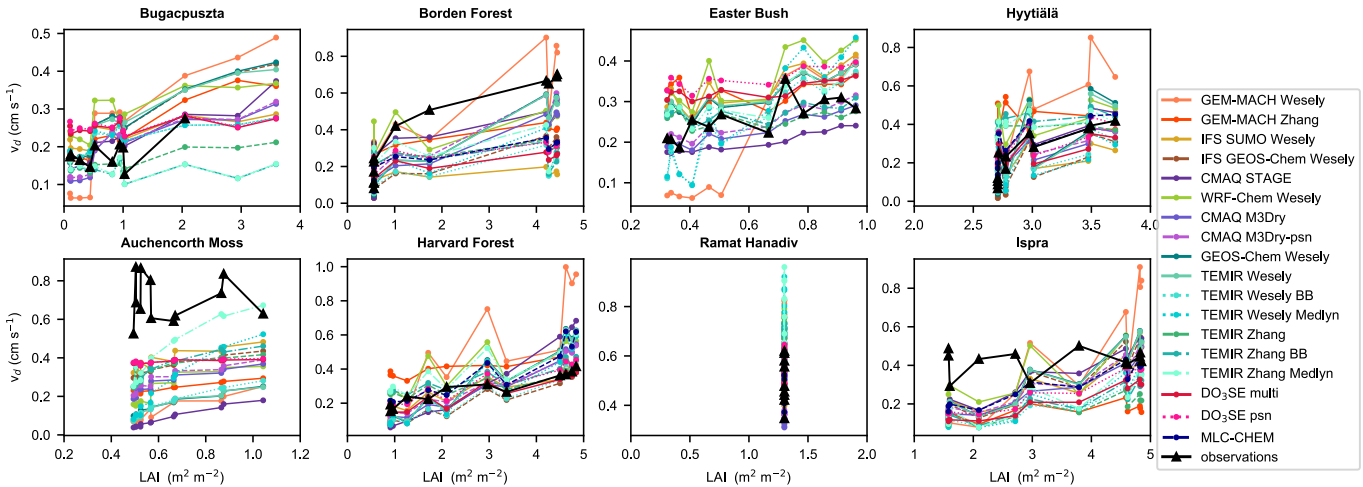 Bugacpuszta
Borden Forest
Easter Bush
Hyytiälä
v_d (cm s⁻¹)
0.5
0.4
0.3
0.2
0.1
0 1 2 3 4
1.0
0.8
0.6
0.4
0.2
0.0
0 1 2 3 4 5
0.5
0.4
0.3
0.2
0.1
0.2 0.4 0.6 0.8 1.0
1.0
0.8
0.6
0.4
0.2
0.0
2.0 2.5 3.0 3.5 4.0
Auchencorth Moss
Harvard Forest
Ramat Hanadiv
Ispra
v_d (cm s⁻¹)
0.8
0.6
0.4
0.2
0.0
0.2 0.4 0.6 0.8 1.0 1.2
LAI (m² m⁻²)
1.0
0.8
0.6
0.4
0.2
0 1 2 3 4 5
LAI (m² m⁻²)
0.8
0.6
0.4
0.0 0.5 1.0 1.5 2.0
LAI (m² m⁻²)
0.8
0.6
0.4
0.2
1 2 3 4 5
LAI (m² m⁻²)
GEM-MACH Wesely
GEM-MACH Zhang
IFS SUMO Wesely
IFS GEOS-Chem Wesely
CMAQ STAGE
WRF-Chem Wesely
CMAQ M3Dry
CMAQ M3Dry-psn
GEOS-Chem Wesely
TEMIR Wesely
TEMIR Wesely BB
TEMIR Wesely Medlyn
TEMIR Zhang
TEMIR Zhang BB
TEMIR Zhang Medlyn
DO₃SE multi
DO₃SE psn
MLC-CHEM
observations